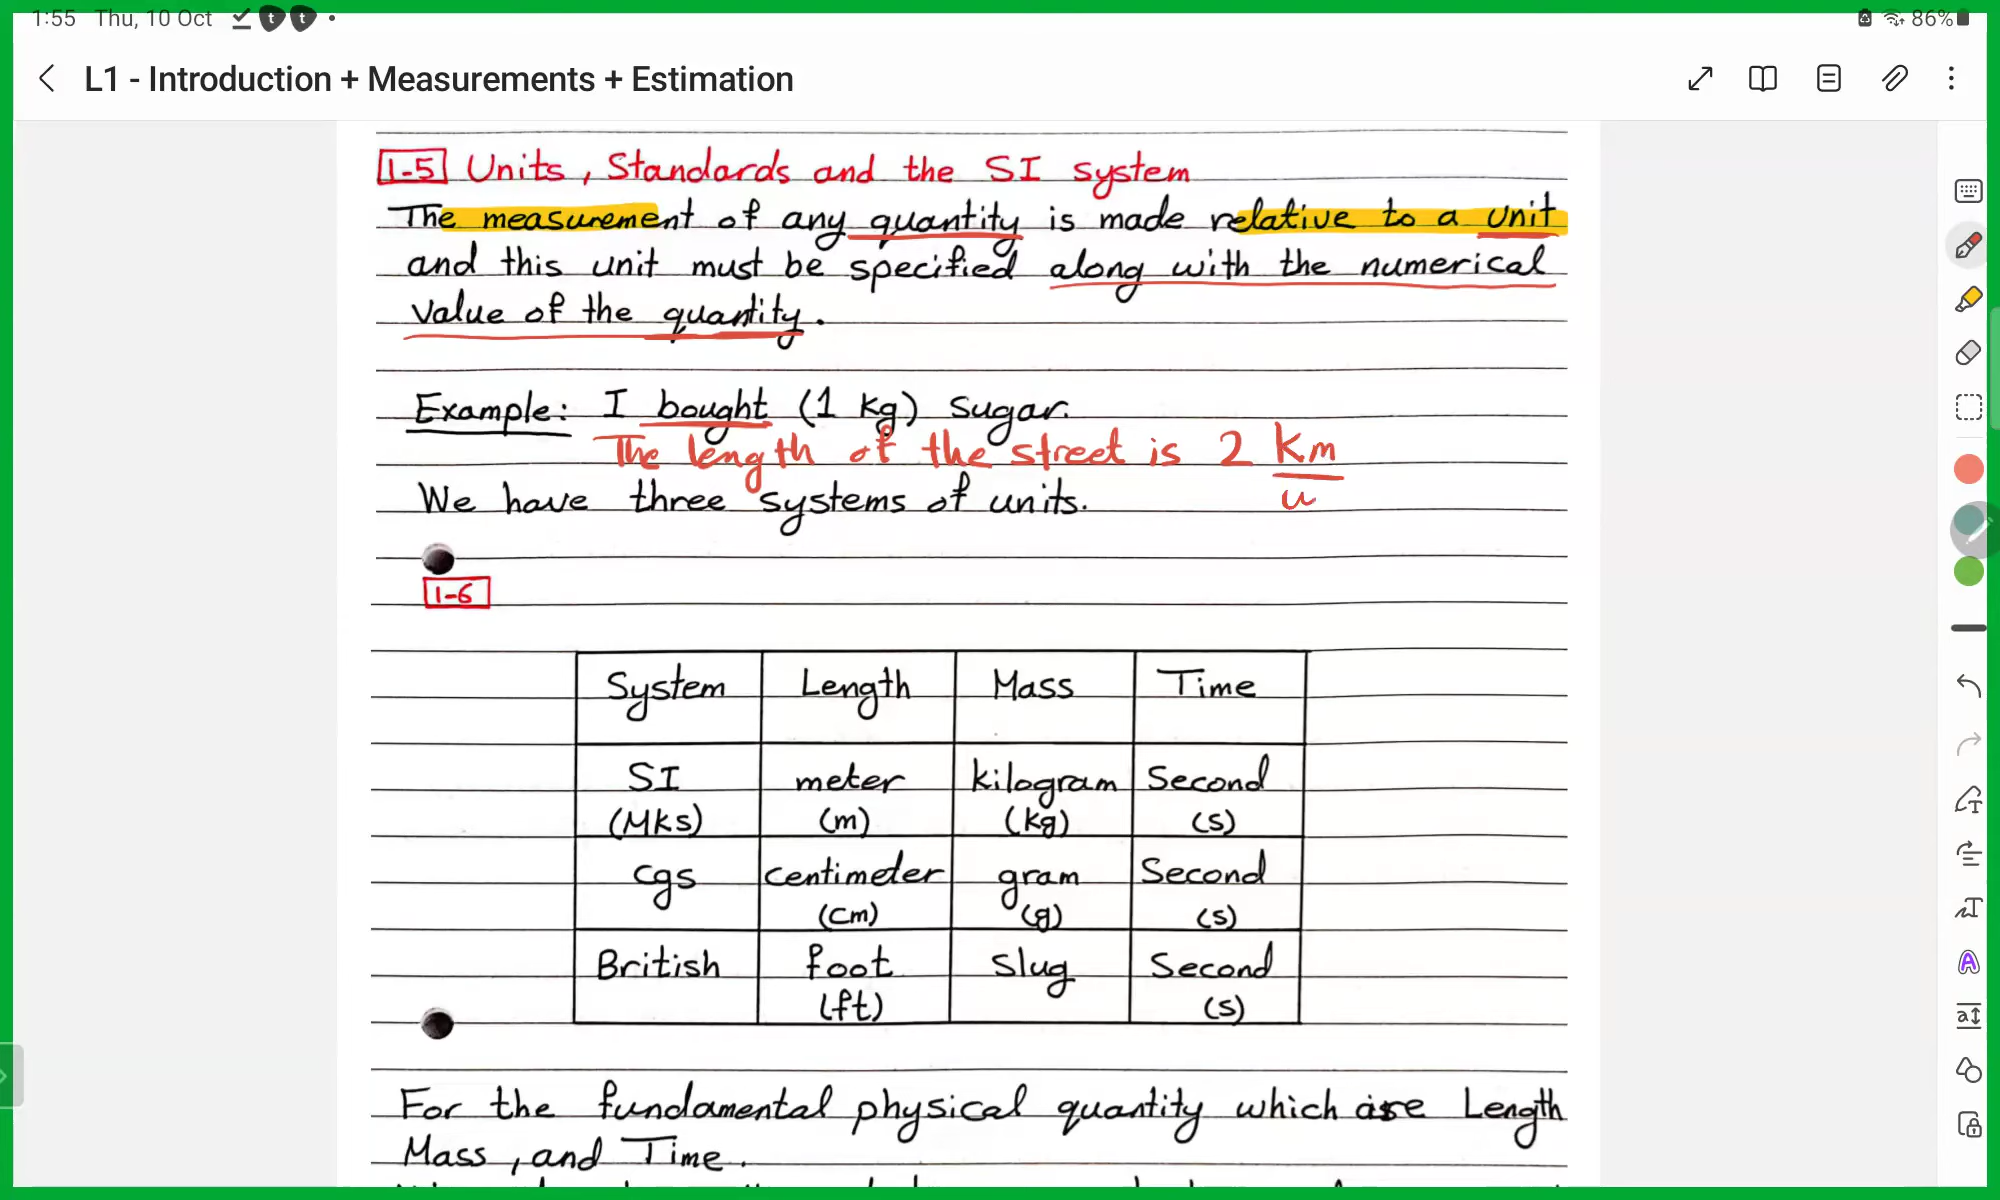 1:55 Thu, 10 Oct
86%
L1 - Introduction + Measurements + Estimation
1-5 Units, Standards and the SI system
The measurement of any quantity is made relative to a unit
and this unit must be specified along with the numerical
value of the quantity.
Example: I bought (1 kg) sugar.
The length of the street is 2 Km
u
We have three systems of units.
1-6
System Length Mass Time
SI meter kilogram Second
(Mks) (m) (kg) (s)
cgs centimeter gram Second
(cm) (g) (s)
British foot Slug Second
(ft) (s)
For the fundamental physical quantity which are Length
Mass, and Time.